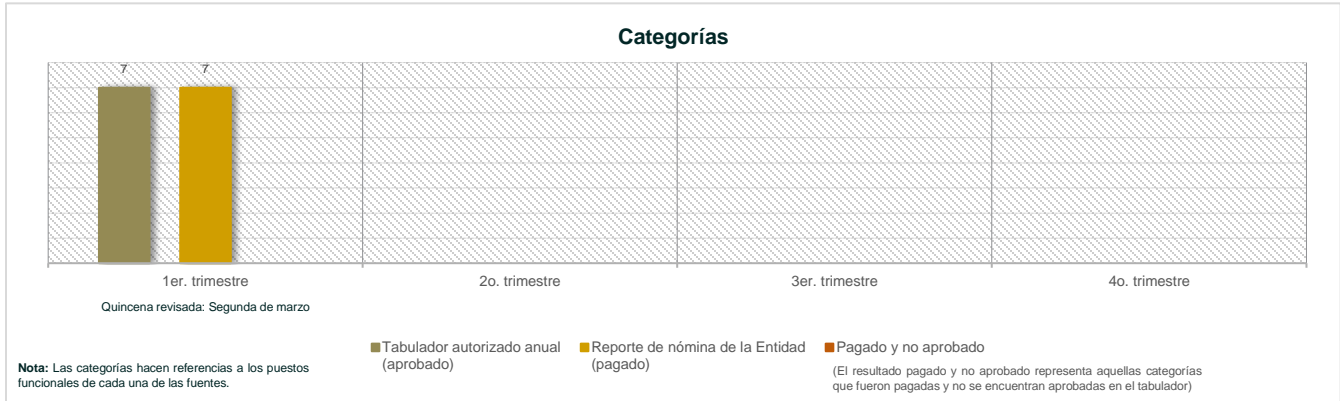 Categorías
7 7
1er. trimestre 2o. trimestre 3er. trimestre 4o. trimestre
Quincena revisada: Segunda de marzo
Tabulador autorizado anual
(aprobado)
Reporte de nómina de la Entidad
(pagado)
Pagado y no aprobado
(El resultado pagado y no aprobado representa aquellas categorías
que fueron pagadas y no se encuentran aprobadas en el tabulador)
Nota: Las categorías hacen referencias a los puestos
funcionales de cada una de las fuentes.